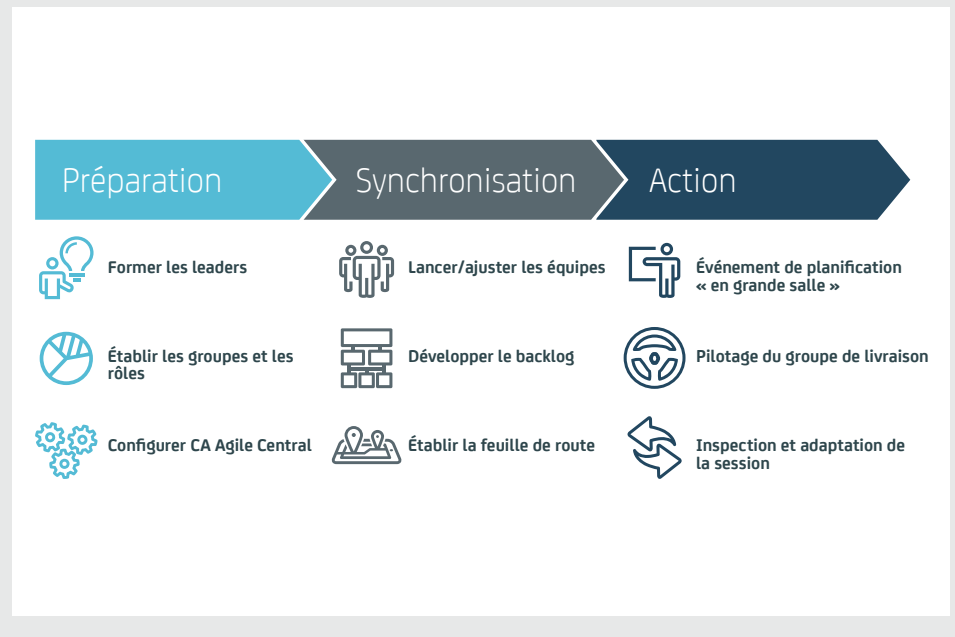 Préparation
Synchronisation
Action
Former les leaders
Établir les groupes et les
rôles
Configurer CA Agile Central
Lancer/ajuster les équipes
Développer le backlog
Établir la feuille de route
Événement de planification
« en grande salle »
Pilotage du groupe de livraison
Inspection et adaptation de
la session